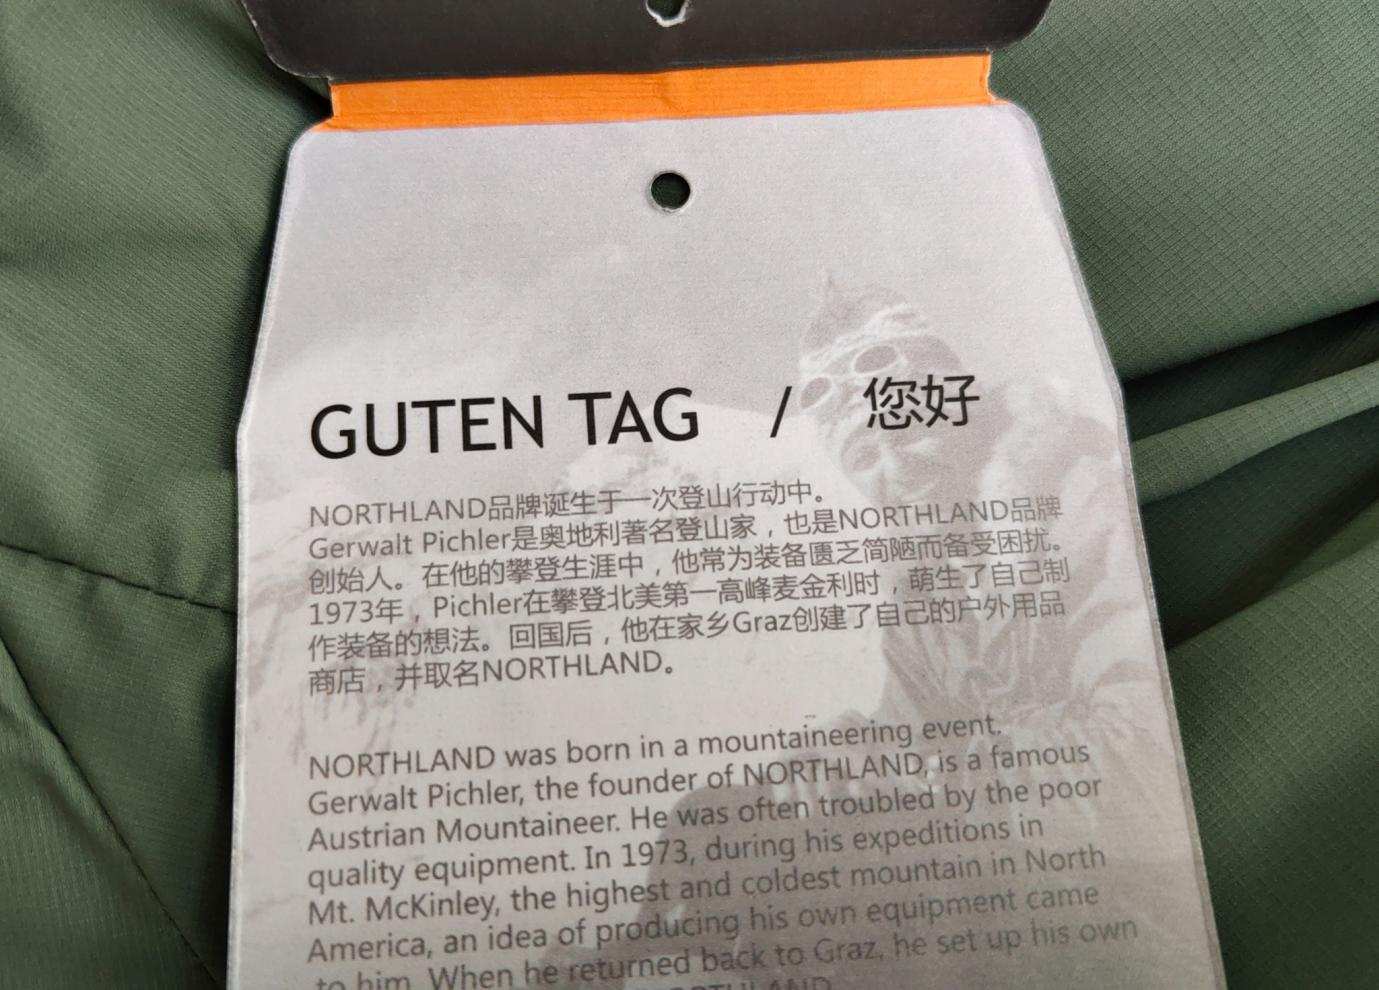 GUTEN TAG / 您好
NORTHLAND品牌诞生于一次登山行动中。
Gerwalt Pichler是奥地利著名登山家，也是NORTHLAND品牌
创始人。在他的攀登生涯中，他常为装备匮乏简陋而备受困扰。
1973年，Pichler在攀登北美第一高峰麦金利时，萌生了自己制
作装备的想法。回国后，他在家乡Graz创建了自己的户外用品
商店，并取名NORTHLAND。
NORTHLAND was born in a mountaineering event.
Gerwalt Pichler, the founder of NORTHLAND, is a famous
Austrian Mountaineer. He was often troubled by the poor
quality equipment. In 1973, during his expeditions in
Mt. McKinley, the highest and coldest mountain in North
America, an idea of producing his own equipment came
to him. When he returned back to Graz, he set up his own
NORTHLAND